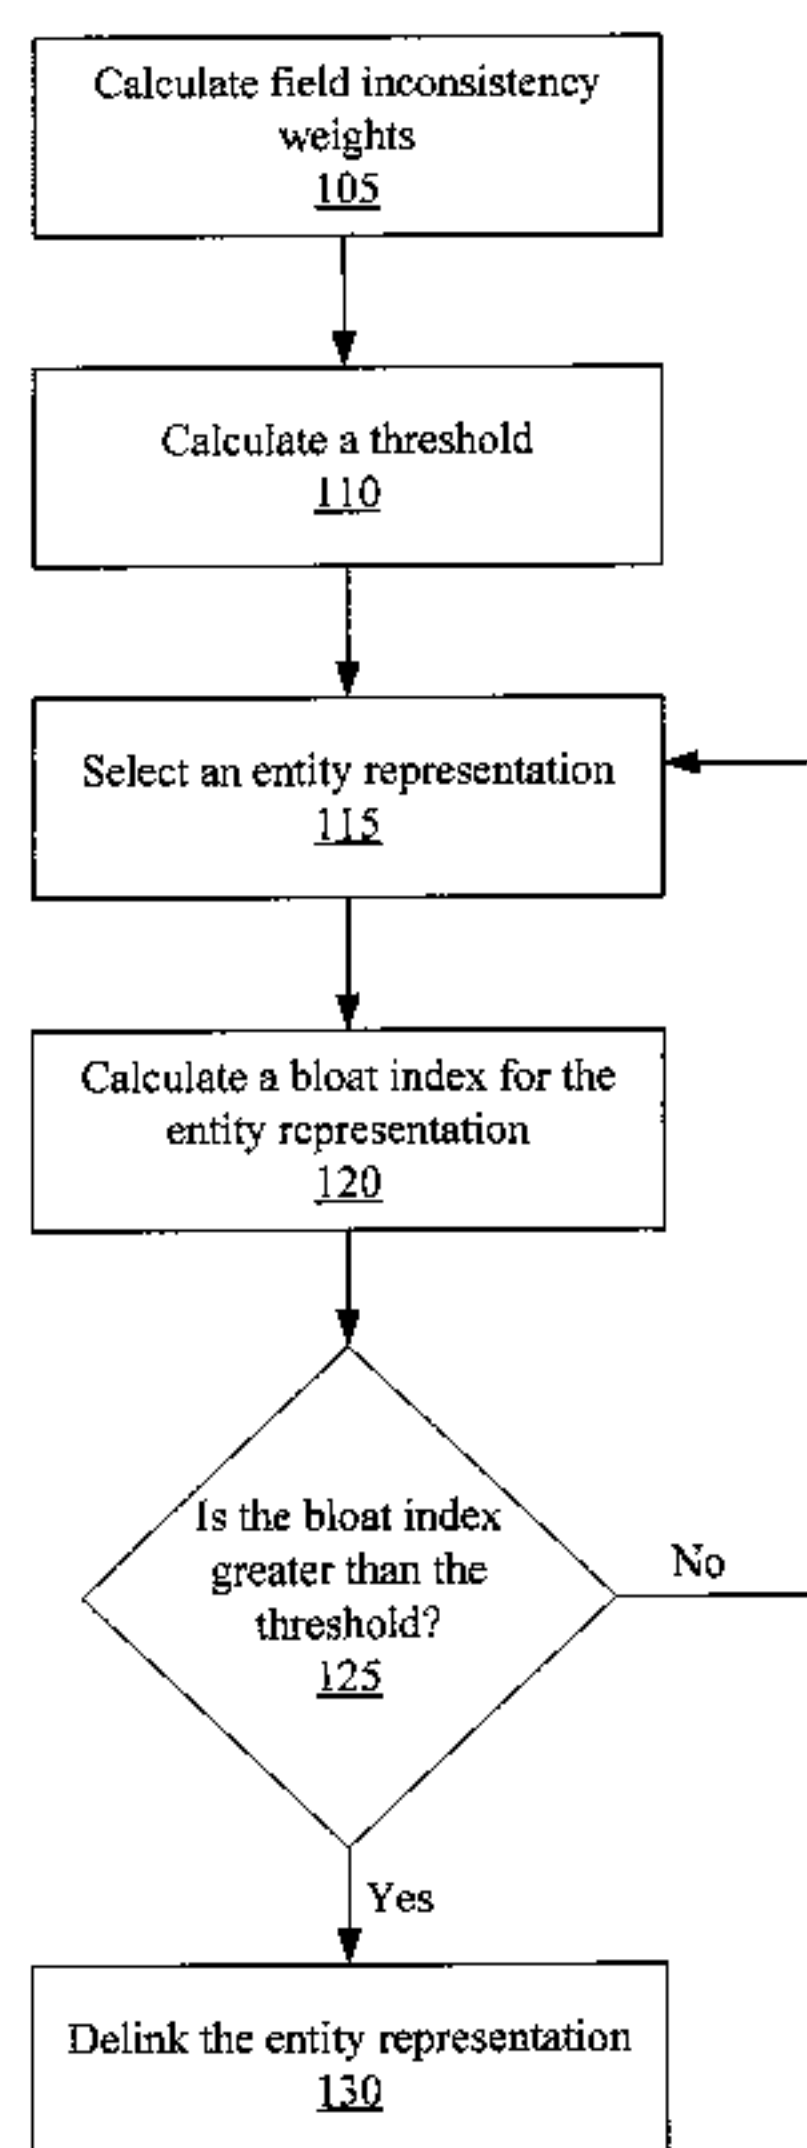 Calculate field inconsistency
weights
105
Calculate a threshold
110
Select an entity representation
115
Calculate a bloat index for the
entity representation
120
Is the bloat index
greater than the
threshold?
125
No
Yes
Delink the entity representation
130